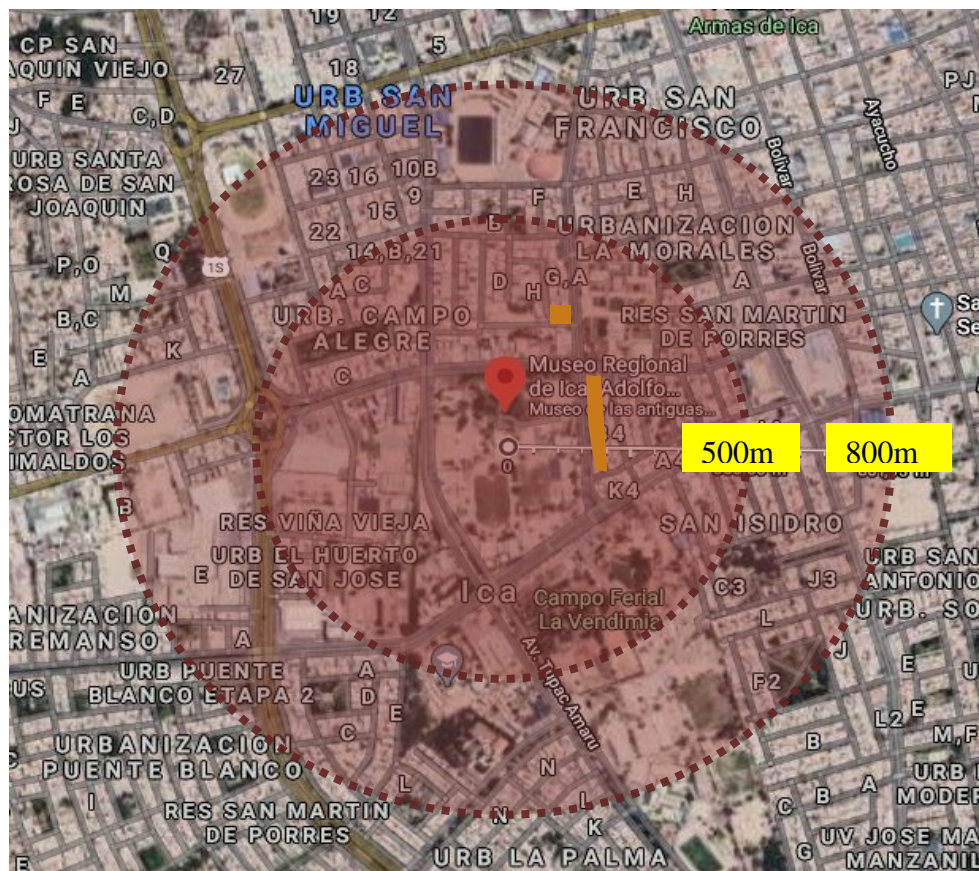 19 12
Armas de Ica
CP SAN
AQUIN VIEJO
5
27
18
PJ
F E
C,D
URB SAN
MIGUEL
URB SAN
FRANCISCO
Ayacucho
Bolivar
J
URB SANTA
ROSA DE SAN
JOAQUIN
23 16 10B
9
15
22
F
E H
E
URBANIZACION
LA MORALES
Q
1S
14,B,21
P,O
M
A C
D
G,A
H
A
Bolivar
B,C
URB. CAMPO
ALEGRE
RES SAN MARTIN
DE PORRES
Sa
Se
E
K
A
C
Museo Regional
de Ica Adolfo...
Museo de las antiguas...
OMATRANA
CTOR LOS
IMALDOS
0
A4
500m
800m
K4
B
RES VIÑA VIEJA
SAN ISIDRO
URB EL HUERTO
DE SAN JOSE
E
URB SAN
ANTONIO
C3
J3
Ica
Campo Ferial
La Vendimia
URB. SO
ANIZACION
REMANSO
A
L
J
Av. Tupac Amaru
URB PUENTE
BLANCO ETAPA 2
RUS
A
D
E
F2
E
L2
E
M,F
C
URBANIZACION
PUENTE BLANCO
B
N
L
A
URB
MODER
B
C
I
RES SAN MARTIN
DE PORRES
N
K
G
UV JOSE MA
MANZANIL
E
URB LA PALMA